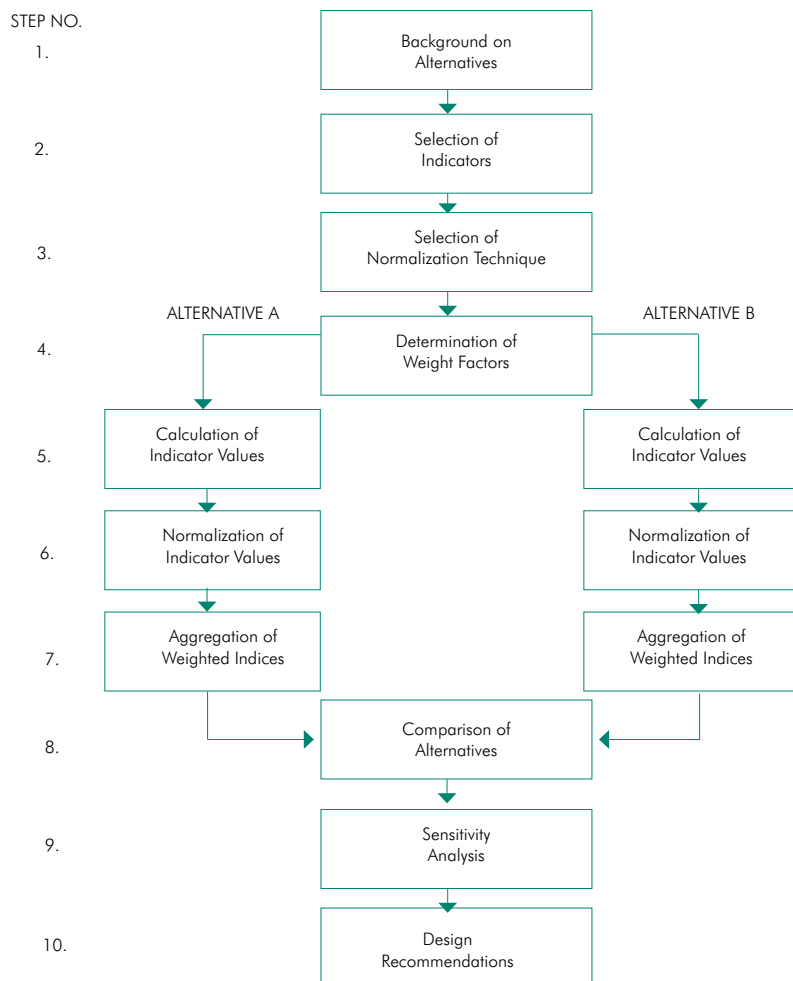 STEP NO.
1.
Background on
Alternatives
2.
Selection of
Indicators
3.
Selection of
Normalization Technique
ALTERNATIVE A
ALTERNATIVE B
4.
Determination of
Weight Factors
5.
Calculation of
Indicator Values
Calculation of
Indicator Values
6.
Normalization of
Indicator Values
Normalization of
Indicator Values
7.
Aggregation of
Weighted Indices
Aggregation of
Weighted Indices
8.
Comparison of
Alternatives
9.
Sensitivity
Analysis
10.
Design
Recommendations